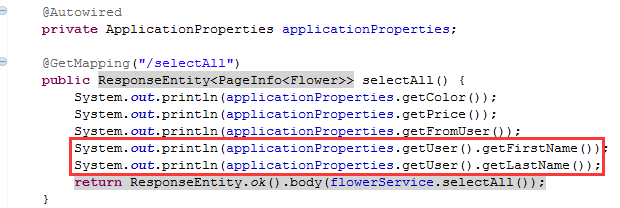 @Autowired
private ApplicationProperties applicationProperties;
@GetMapping("/selectAll")
public ResponseEntity<PageInfo<Flower>> selectAll() {
System.out.println(applicationProperties.getColor());
System.out.println(applicationProperties.getPrice());
System.out.println(applicationProperties.getFromUser());
System.out.println(applicationProperties.getUser().getFirstName());
System.out.println(applicationProperties.getUser().getLastName());
return ResponseEntity.ok().body(flowerService.selectAll());
}